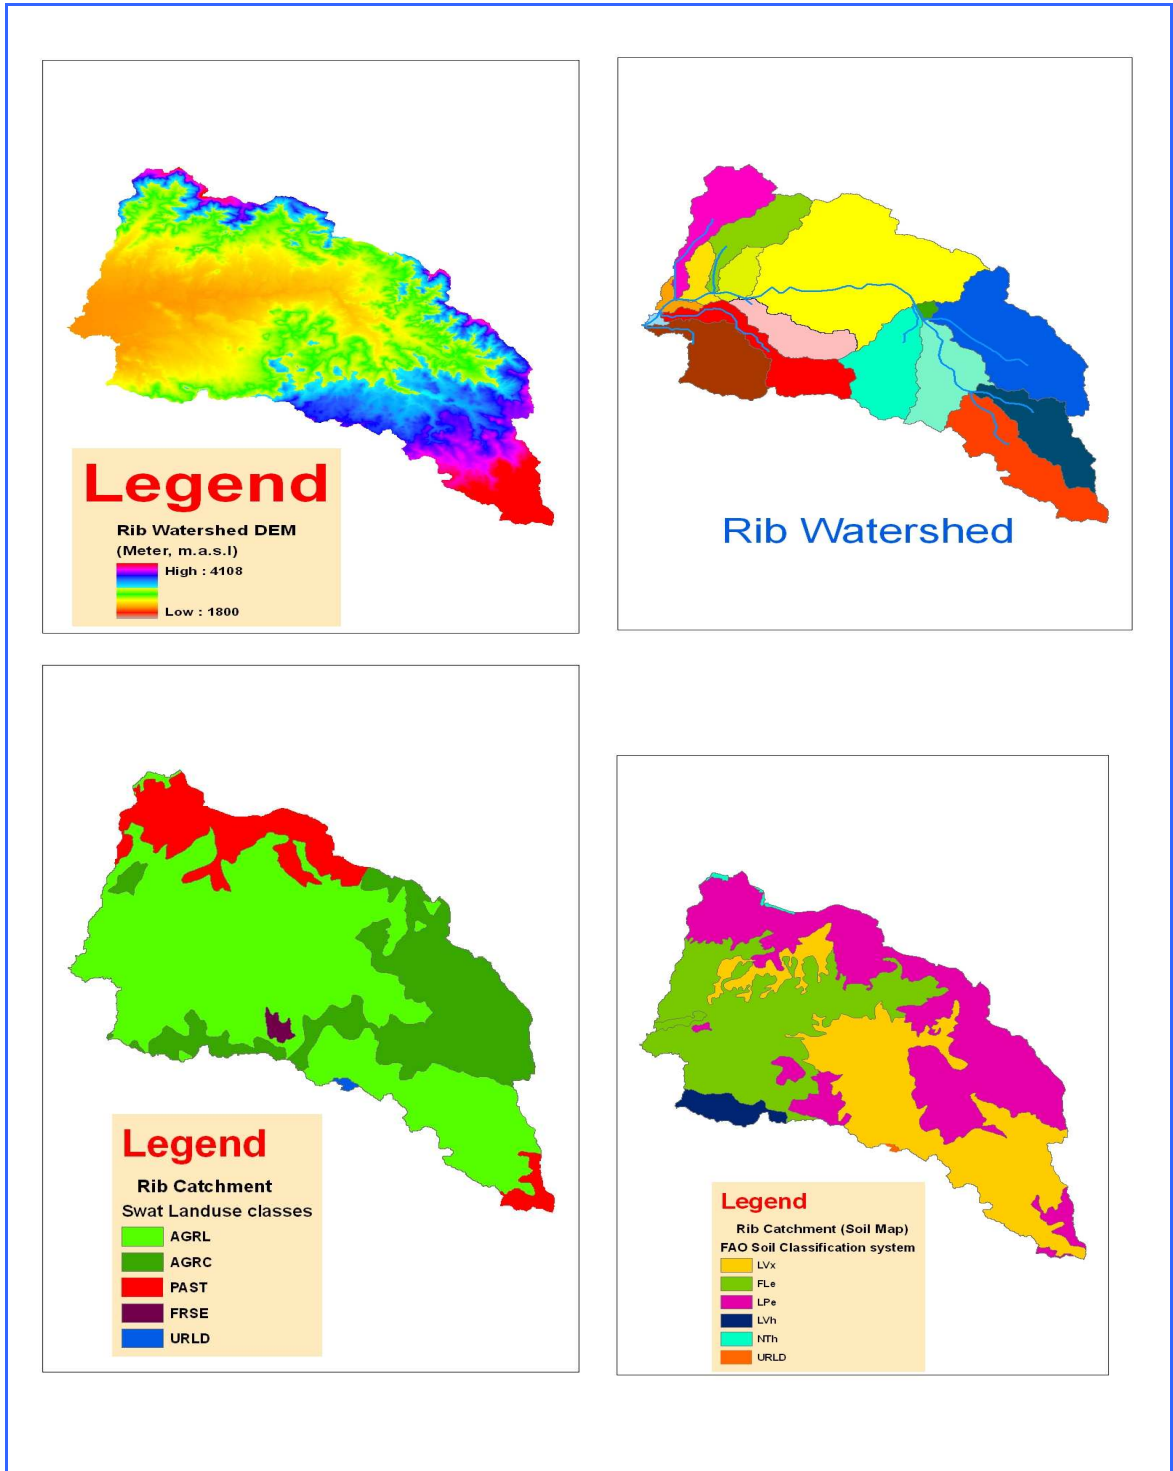 Legend
Rib Watershed DEM
(Meter, m.a.s.l)
High : 4108
Low : 1800
Rib Watershed
Legend
Rib Catchment
Swat Landuse classes
AGRL
AGRC
PAST
FRSE
URLD
Legend
Rib Catchment (Soil Map)
FAO Soil Classification system
LVx
FLe
LPe
LVh
NTh
URLD